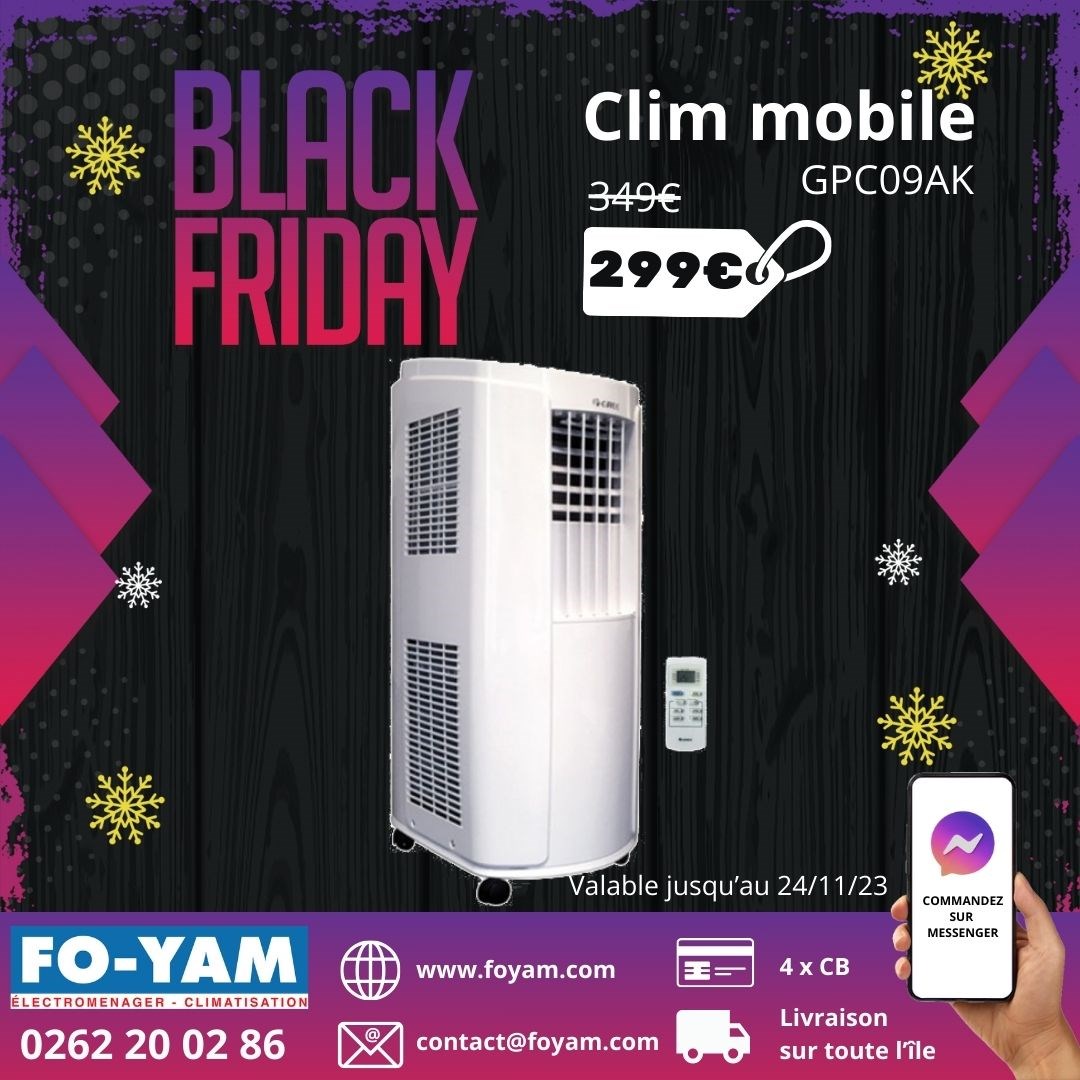 BLACK
FRIDAY
Clim mobile
GPC09AK
349€
299€
GREE
Valable jusqu’au 24/11/23
COMMANDEZ
SUR
MESSENGER
FO-YAM
ÉLECTROMENAGER - CLIMATISATION
0262 20 02 86
www.foyam.com
@
contact@foyam.com
4 x CB
Livraison
sur toute l’île